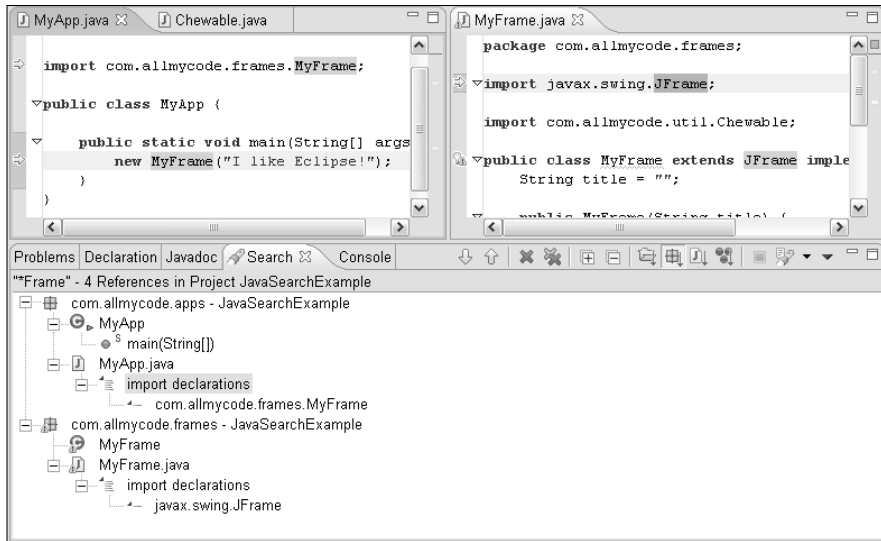 MyApp.java
Chewable.java
import com.allmycode.frames.MyFrame;
public class MyApp {
public static void main(String[] args
new MyFrame("I like Eclipse!");
}
}
MyFrame.java
package com.allmycode.frames;
import javax.swing.JFrame;
import com.allmycode.util.Chewable;
public class MyFrame extends JFrame imple
String title = "";
public MyFrame(String title) {
Problems Declaration Javadoc Search Console
"*Frame" - 4 References in Project JavaSearchExample
com.allmycode.apps - JavaSearchExample
MyApp
main(String[])
MyApp.java
import declarations
com.allmycode.frames.MyFrame
com.allmycode.frames - JavaSearchExample
MyFrame
MyFrame.java
import declarations
javax.swing.JFrame